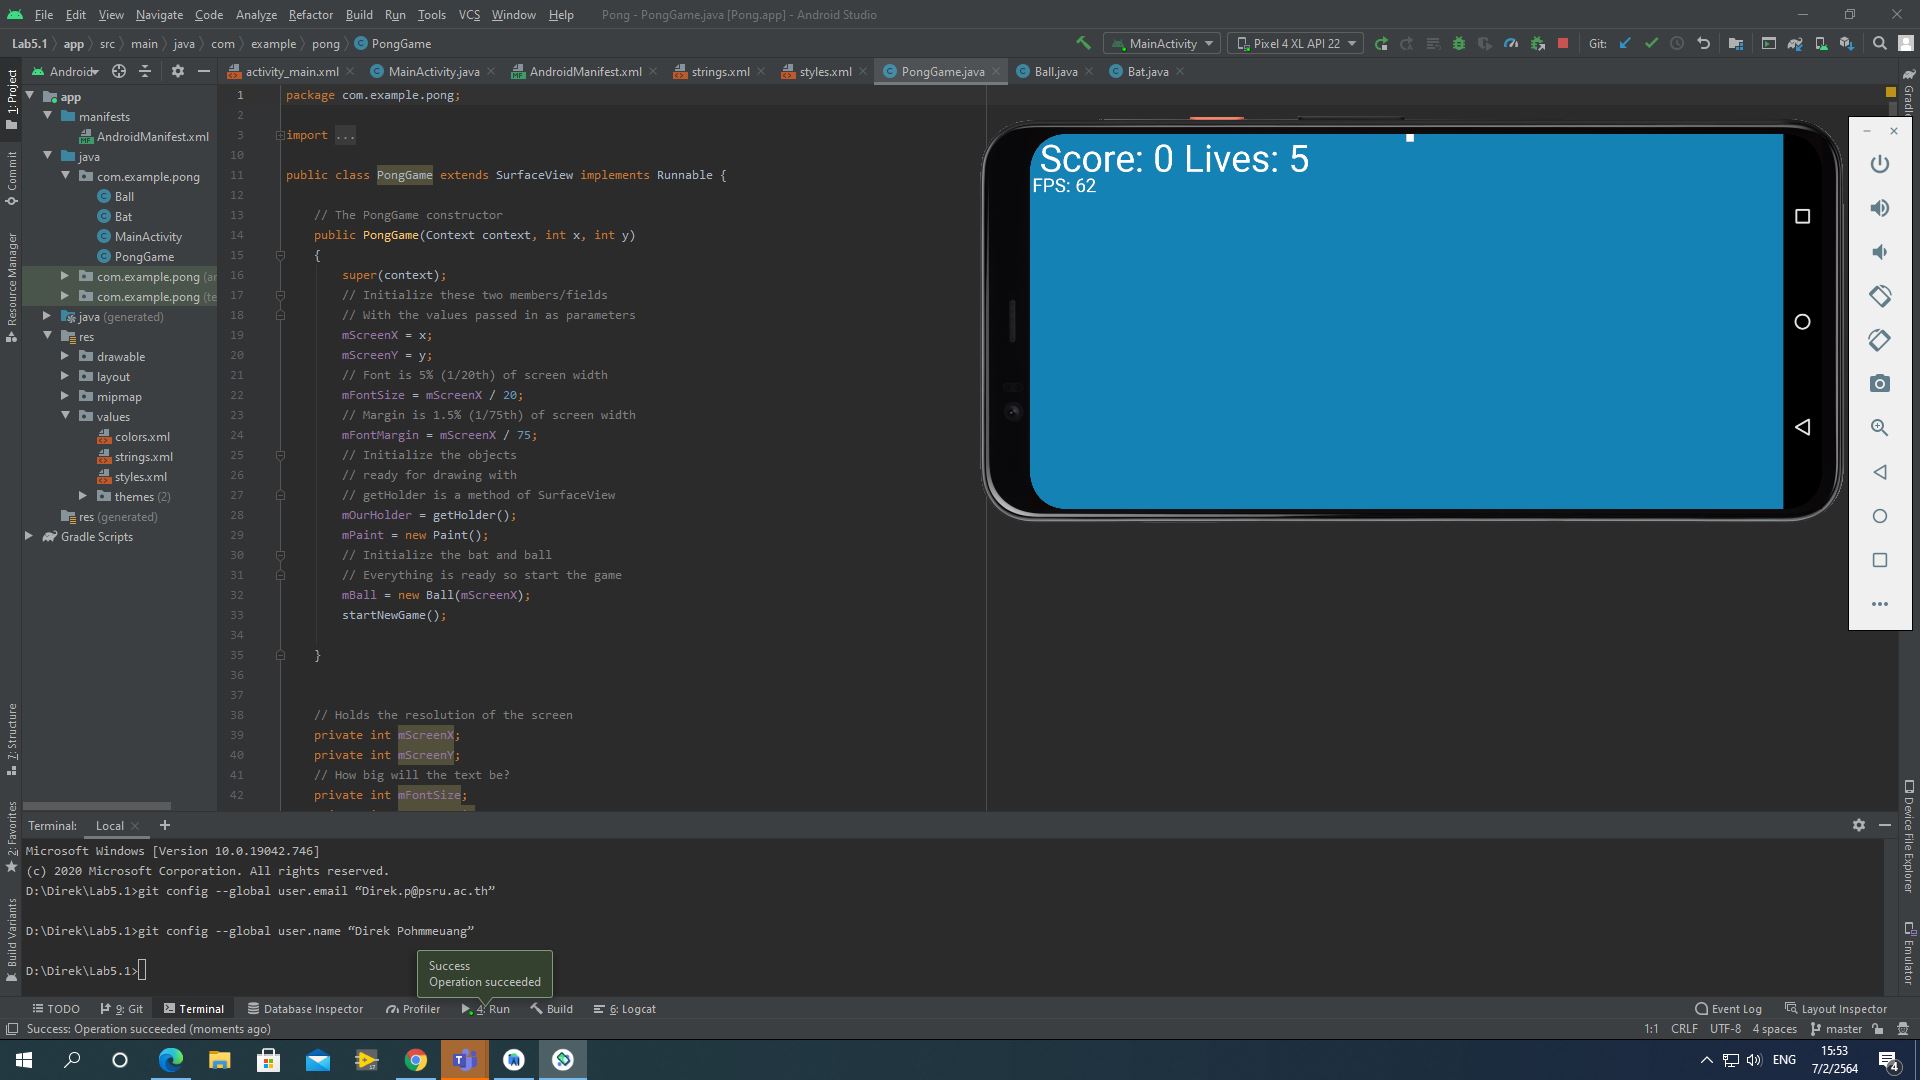 File Edit View Navigate Code Analyze Refactor Build Run Tools VCS Window Help Pong - PongGame.java [Pong.app] - Android Studio
Lab5.1 app src main java com example pong PongGame MainActivity Pixel 4 XL API 22 Git:
Android activity_main.xml MainActivity.java AndroidManifest.xml strings.xml styles.xml PongGame.java Ball.java Bat.java
1: Project
Commit
Resource Manager
7: Structure
2: Favorites
Build Variants
app
manifests
AndroidManifest.xml
java
com.example.pong
Ball
Bat
MainActivity
PongGame
com.example.pong (ar
com.example.pong (te
java (generated)
res
drawable
layout
mipmap
values
colors.xml
strings.xml
styles.xml
themes (2)
res (generated)
Gradle Scripts
1 package com.example.pong;
2
3 import ...
10
11 public class PongGame extends SurfaceView implements Runnable {
12
13 // The PongGame constructor
14 public PongGame(Context context, int x, int y)
15 {
16 super(context);
17 // Initialize these two members/fields
18 // With the values passed in as parameters
19 mScreenX = x;
20 mScreenY = y;
21 // Font is 5% (1/20th) of screen width
22 mFontSize = mScreenX / 20;
23 // Margin is 1.5% (1/75th) of screen width
24 mFontMargin = mScreenX / 75;
25 // Initialize the objects
26 // ready for drawing with
27 // getHolder is a method of SurfaceView
28 mOurHolder = getHolder();
29 mPaint = new Paint();
30 // Initialize the bat and ball
31 // Everything is ready so start the game
32 mBall = new Ball(mScreenX);
33 startNewGame();
34
35 }
36
37
38 // Holds the resolution of the screen
39 private int mScreenX;
40 private int mScreenY;
41 // How big will the text be?
42 private int mFontSize;
Score: 0 Lives: 5
FPS: 62
Device File Explorer
Emulator
Terminal: Local
Microsoft Windows [Version 10.0.19042.746]
(c) 2020 Microsoft Corporation. All rights reserved.
D:\Direk\Lab5.1>git config --global user.email “Direk.p@psru.ac.th”
D:\Direk\Lab5.1>git config --global user.name “Direk Pohmmeuang”
D:\Direk\Lab5.1>
Success
Operation succeeded
TODO 9: Git Terminal Database Inspector Profiler 4: Run Build 6: Logcat Event Log Layout Inspector
Success: Operation succeeded (moments ago) 1:1 CRLF UTF-8 4 spaces master
ENG
15:53
7/2/2564
4